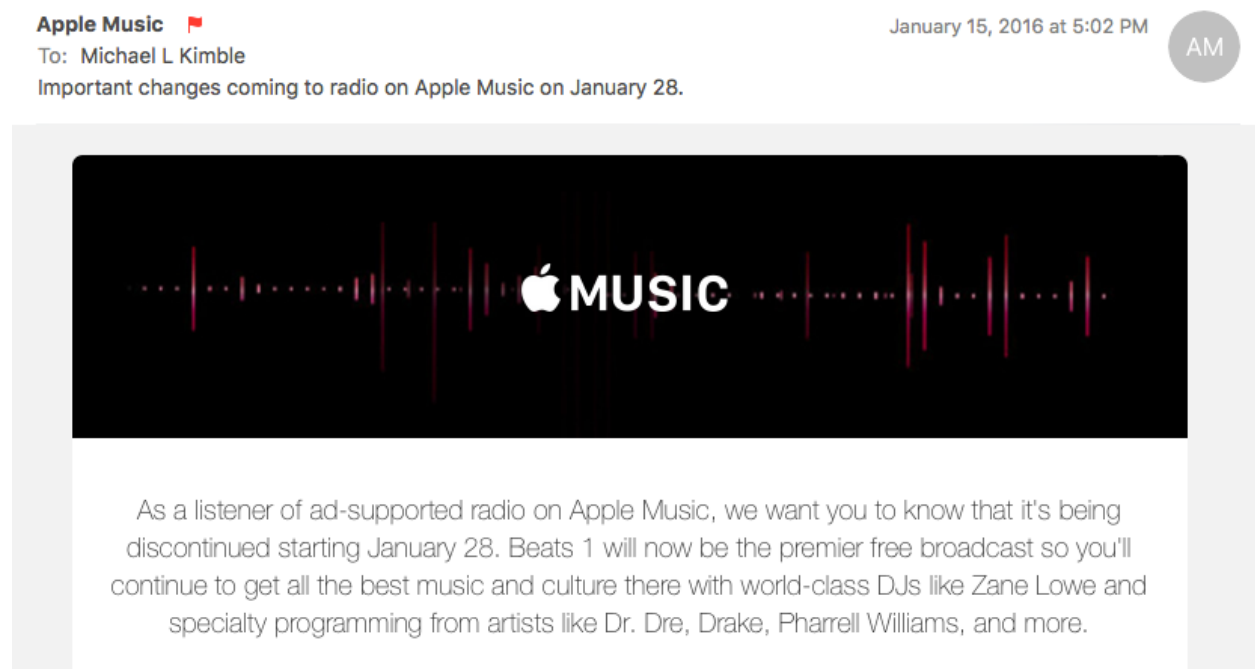 Apple Music
January 15, 2016 at 5:02 PM
AM
To: Michael L Kimble
Important changes coming to radio on Apple Music on January 28.
MUSIC
As a listener of ad-supported radio on Apple Music, we want you to know that it's being
discontinued starting January 28. Beats 1 will now be the premier free broadcast so you'll
continue to get all the best music and culture there with world-class DJs like Zane Lowe and
specialty programming from artists like Dr. Dre, Drake, Pharrell Williams, and more.